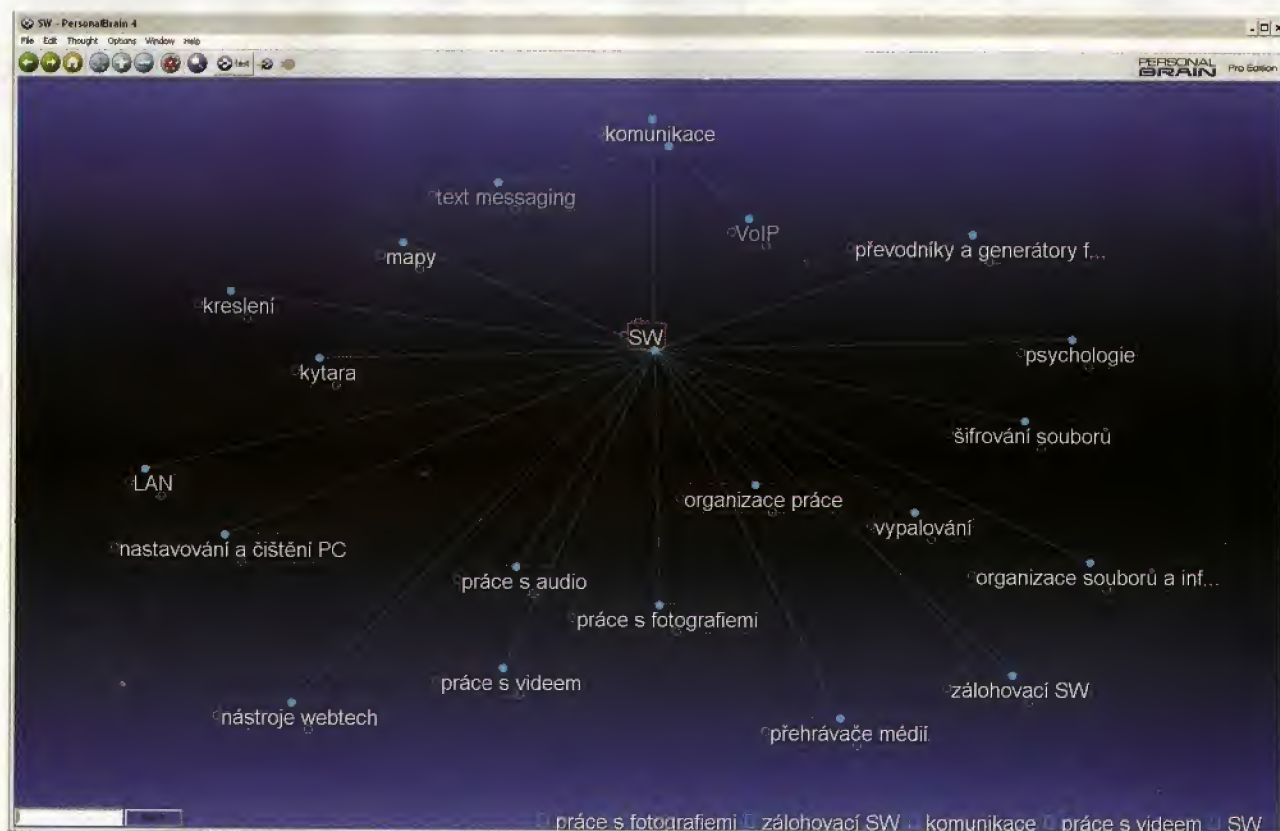 SW - PersonalBrain 4
File Edit Thought Options Window Help
text
PERSONAL BRAIN Pro Edition
komunikace
text messaging
VoIP
mapy
převodníky a generátory f...
kreslení
SW
psychologie
kytara
šifrování souborů
LAN
organizace práce
vypalování
nastavování a čištění PC
organizace souborů a inf...
práce s audio
práce s fotografiemi
práce s videem
zálohovací SW
nástroje webtech
přehrávače médií
práce s fotografiemi zálohovací SW komunikace práce s videem SW